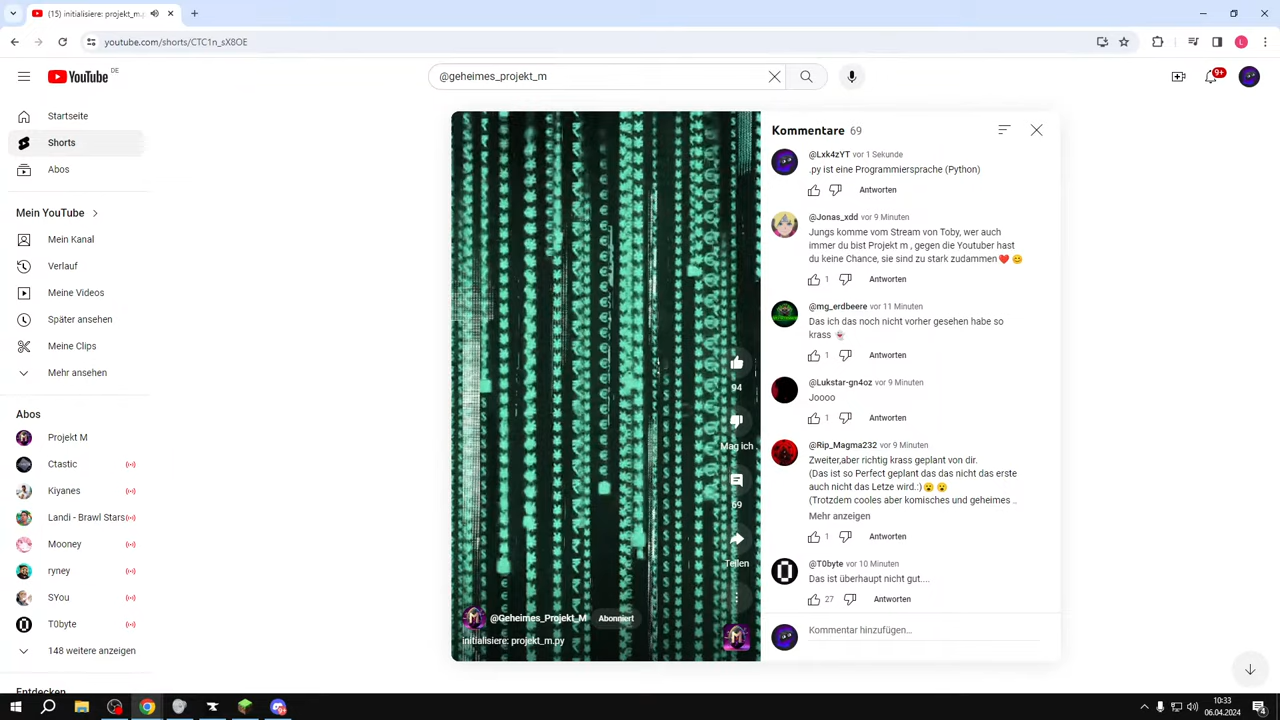 (15) initialisiere: projekt_m.p
youtube.com/shorts/CTC1n_sX8OE
YouTube DE
@geheimes_projekt_m
9+
Startseite
Shorts
Abos
Mein YouTube
Mein Kanal
Verlauf
Meine Videos
Später ansehen
Meine Clips
Mehr ansehen
Abos
Projekt M
Ctastic
Kiyanes
Landi - Brawl Stars
Mooney
ryney
SYou
T0byte
148 weitere anzeigen
Entdecken
94
Mag ich
69
Teilen
@Geheimes_Projekt_M Abonniert
initialisiere: projekt_m.py
Kommentare 69
@Lxk4zYT vor 1 Sekunde
.py ist eine Programmiersprache (Python)
Antworten
@Jonas_xdd vor 9 Minuten
Jungs komme vom Stream von Toby, wer auch
immer du bist Projekt m , gegen die Youtuber hast
du keine Chance, sie sind zu stark zudammen❤️ 😊
1 Antworten
@mg_erdbeere vor 11 Minuten
Das ich das noch nicht vorher gesehen habe so
krass 👻
1 Antworten
@Lukstar-gn4oz vor 9 Minuten
Joooo
1 Antworten
@Rip_Magma232 vor 9 Minuten
Zweiter,aber richtig krass geplant von dir.
(Das ist so Perfect geplant das das nicht das erste
auch nicht das Letze wird.:)😮 😮
(Trotzdem cooles aber komisches und geheimes ..
Mehr anzeigen
1 Antworten
@T0byte vor 10 Minuten
Das ist überhaupt nicht gut....
27 Antworten
Kommentar hinzufügen...
10:33
06.04.2024
4